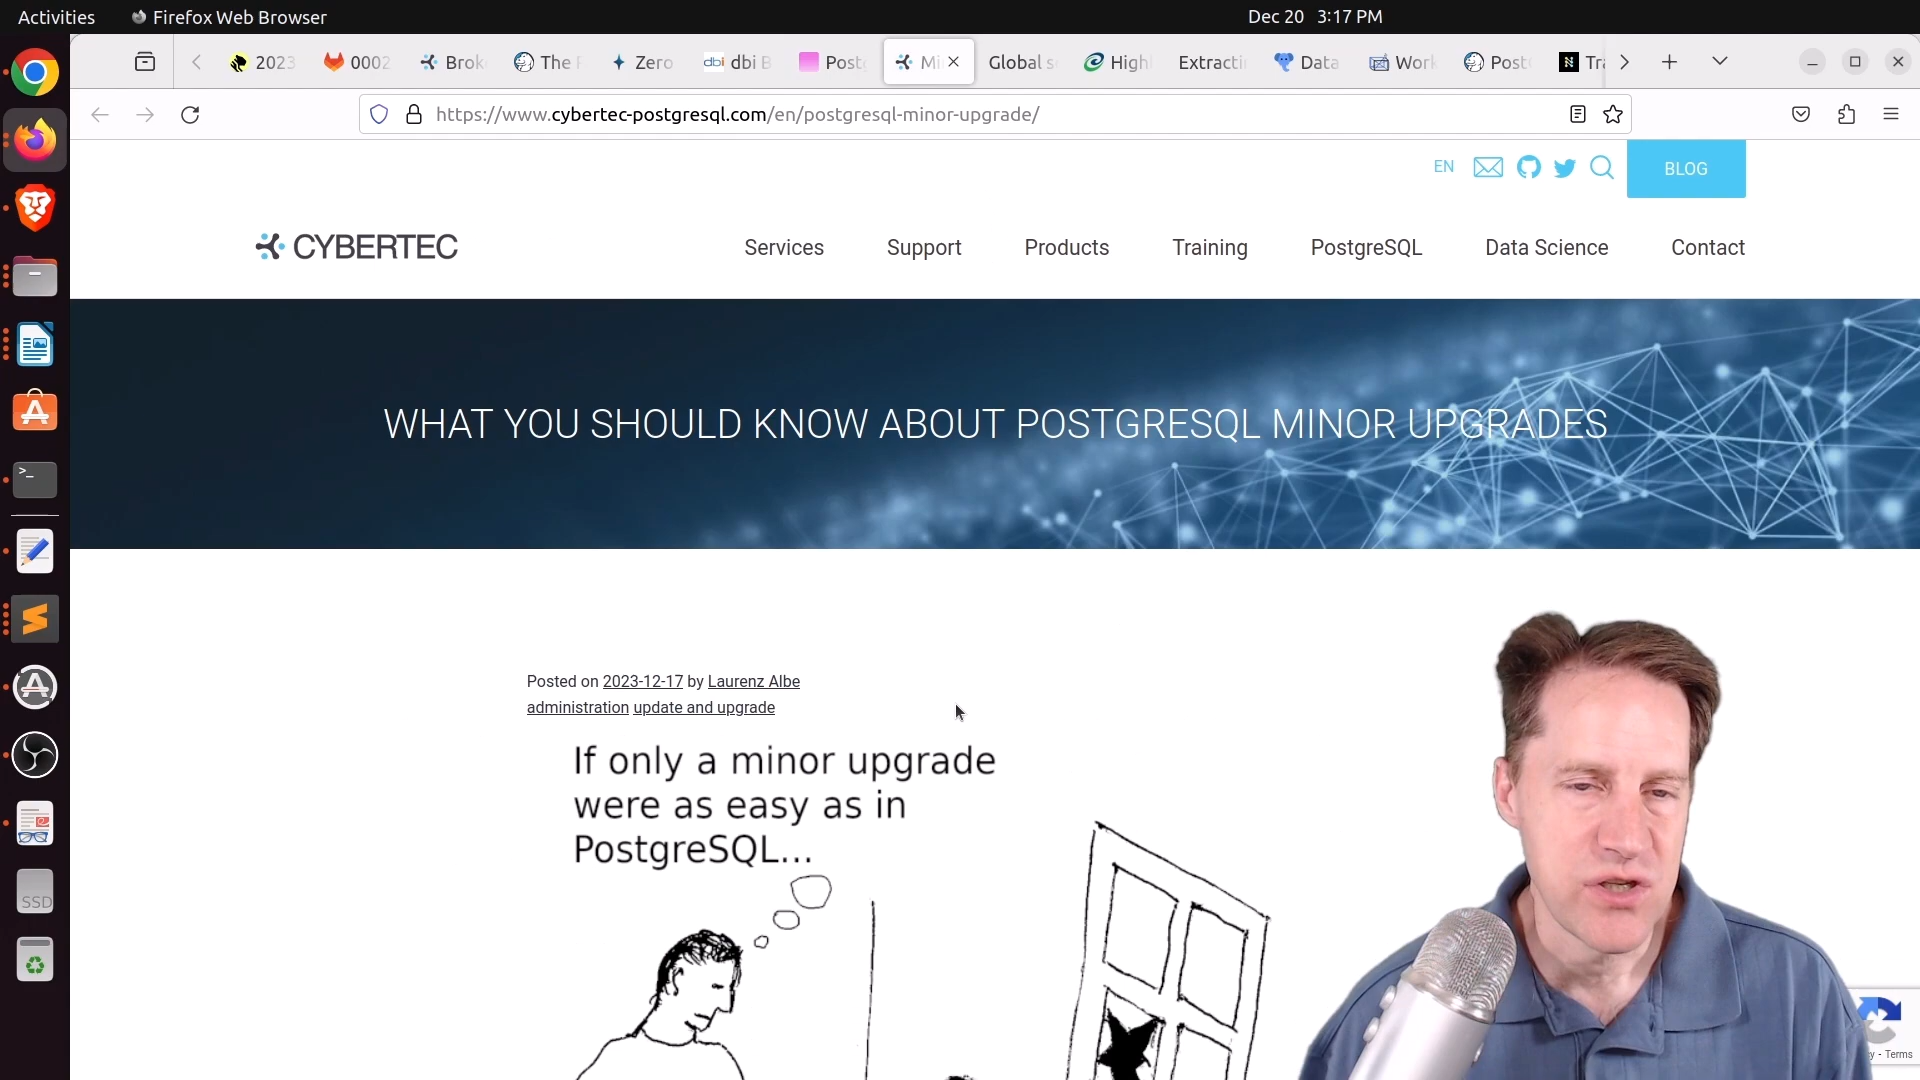 Activities
Firefox Web Browser
Dec 20 3:17 PM
2023
0002
Brok
The
Zero
dbi
dbi B
Post
Mi
Global s
High
Extracti
Data
Work
Post
Tra
https://www.cybertec-postgresql.com/en/postgresql-minor-upgrade/
EN
BLOG
CYBERTEC
Services
Support
Products
Training
PostgreSQL
Data Science
Contact
WHAT YOU SHOULD KNOW ABOUT POSTGRESQL MINOR UPGRADES
Posted on 2023-12-17 by Laurenz Albe
administration update and upgrade
If only a minor upgrade
were as easy as in
PostgreSQL...
SSD
y - Terms